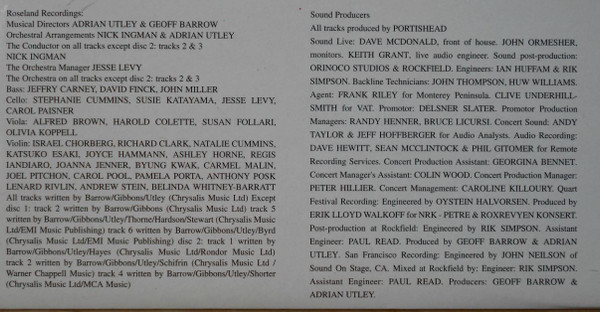 Roseland Recordings:
Musical Directors ADRIAN UTLEY & GEOFF BARROW
Orchestral Arrangements NICK INGMAN & ADRIAN UTLEY
The Conductor on all tracks except disc 2: tracks 2 & 3
NICK INGMAN
The Orchestra Manager JESSE LEVY
The Orchestra on all tracks except disc 2: tracks 2 & 3
Bass: JEFFRY CARNEY, DAVID FINCK, JOHN MILLER
Cello: STEPHANIE CUMMINS, SUSIE KATAYAMA, JESSE LEVY,
CAROL PAISNER
Viola: ALFRED BROWN, HAROLD COLETTE, SUSAN FOLLARI,
OLIVIA KOPPELL
Violin: ISRAEL CHORBERG, RICHARD CLARK, NATALIE CUMMINS,
KATSUKO ESAKI, JOYCE HAMMANN, ASHLEY HORNE, REGIS
IANDIARO, JOANNA JENNER, BYUNG KWAK, CARMEL MALIN,
JOEL PITCHON, CAROL POOL, PAMELA PORTA, ANTHONY POSK
LENARD RIVLIN, ANDREW STEIN, BELINDA WHITNEY-BARRATT
All tracks written by Barrow/Gibbons/Utley (Chrysalis Music Ltd) Except
disc 1: track 2 written by Barrow/Gibbons (Chrysalis Music Ltd) track 5
written by Barrow/Gibbons/Utley/Thorne/Hardson/Stewart (Chrysalis Music
Ltd/EMI Music Publishing) track 6 written by Barrow/Gibbons/Utley/Byrd
(Chrysalis Music Ltd/EMI Music Publishing) disc 2: track 1 written by
Barrow/Gibbons/Utley/Hayes (Chrysalis Music Ltd/Rondor Music Ltd)
track 2 written by Barrow/Gibbons/Utley/Schifrin (Chrysalis Music Ltd /
Warner Chappell Music) track 4 written by Barrow/Gibbons/Utley/Shorter
(Chrysalis Music Ltd/MCA Music)
Sound Producers
All tracks produced by PORTISHEAD
Sound Live: DAVE MCDONALD, front of house. JOHN ORMESHER,
monitors. KEITH GRANT, live audio engineer. Sound post-production:
ORINOCO STUDIOS & ROCKFIELD. Engineers: IAN HUFFAM & RIK
SIMPSON. Backline Technicians: JOHN THOMPSON, HUW WILLIAMS.
Agent: FRANK RILEY for Monterey Peninsula. CLIVE UNDERHILL-
SMITH for VAT. Promotor: DELSNER SLATER. Promotor Production
Managers: RANDY HENNER, BRUCE LICURSI. Concert Sound: ANDY
TAYLOR & JEFF HOFFBERGER for Audio Analysts. Audio Recording:
DAVE HEWITT, SEAN MCCLINTOCK & PHIL GITOMER for Remote
Recording Services. Concert Production Assistant: GEORGINA BENNET.
Concert Manager's Assistant: COLIN WOOD. Concert Production Manager:
PETER HILLIER. Concert Management: CAROLINE KILLOURY. Quart
Festival Recording: Engineered by OYSTEIN HALVORSEN. Produced by
ERIK LLOYD WALKOFF for NRK - PETRE & ROXREVYEN KONSERT.
Post-production at Rockfield: Engineered by RIK SIMPSON. Assistant
Engineer: PAUL READ. Produced by GEOFF BARROW & ADRIAN
UTLEY. San Francisco Recording: Engineered by JOHN NEILSON of
Sound On Stage, CA. Mixed at Rockfield by: Engineer: RIK SIMPSON.
Assistant Engineer: PAUL READ. Producers: GEOFF BARROW &
ADRIAN UTLEY.